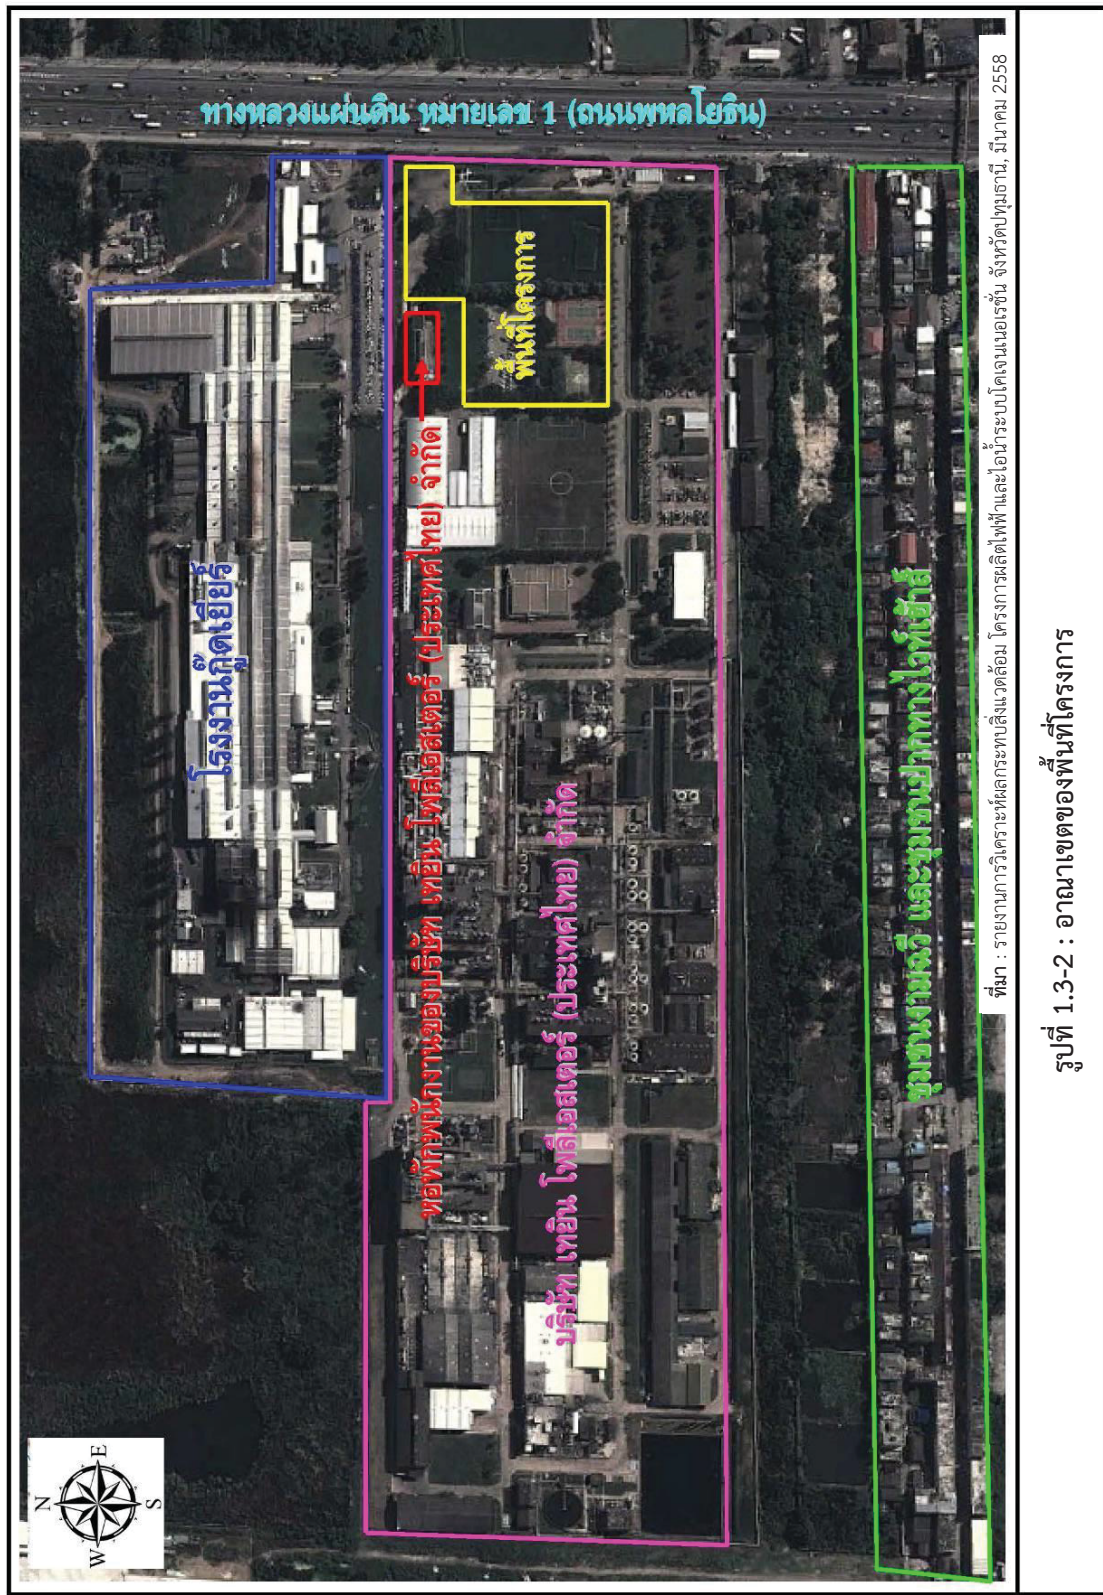 ทางหลวงแผ่นดิน หมายเลข 1 (ถนนพหลโยธิน)
พื้นที่โครงการ
โรงงานกู๊ดเยียร์
หอพักพนักงานของบริษัท เทยิน โพลีเอสเตอร์ (ประเทศไทย) จำกัด
บริษัท เทยิน โพลีเอสเตอร์ (ประเทศไทย) จำกัด
ชุมชนงามฉวี และชุมชนปากทางไวท์เฮ้าส์
N
E
S
W
ที่มา : รายงานการวิเคราะห์ผลกระทบสิ่งแวดล้อม โครงการผลิตไฟฟ้าและไอน้ำระบบโคเจนเนอเรชั่น จังหวัดปทุมธานี, มีนาคม 2558
รูปที่ 1.3-2 : อาณาเขตของพื้นที่โครงการ